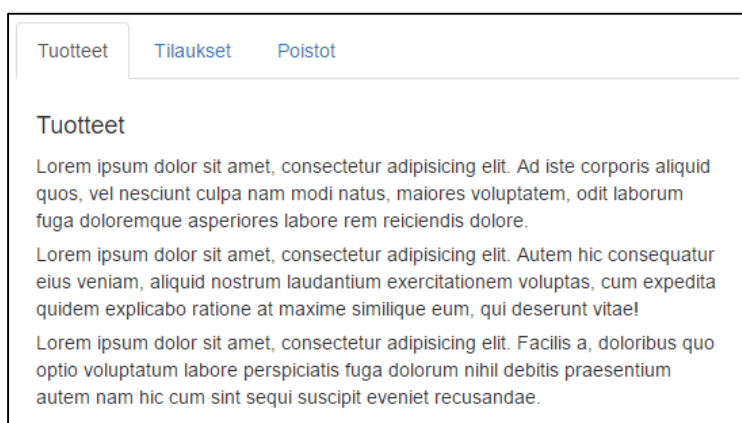 Tuotteet Tilaukset Poistot
Tuotteet
Lorem ipsum dolor sit amet, consectetur adipisicing elit. Ad iste corporis aliquid
quos, vel nesciunt culpa nam modi natus, maiores voluptatem, odit laborum
fuga doloremque asperiores labore rem reiciendis dolore.
Lorem ipsum dolor sit amet, consectetur adipisicing elit. Autem hic consequatur
eius veniam, aliquid nostrum laudantium exercitationem voluptas, cum expedita
quidem explicabo ratione at maxime similique eum, qui deserunt vitae!
Lorem ipsum dolor sit amet, consectetur adipisicing elit. Facilis a, doloribus quo
optio voluptatum labore perspiciatis fuga dolorum nihil debitis praesentium
autem nam hic cum sint sequi suscipit eveniet recusandae.